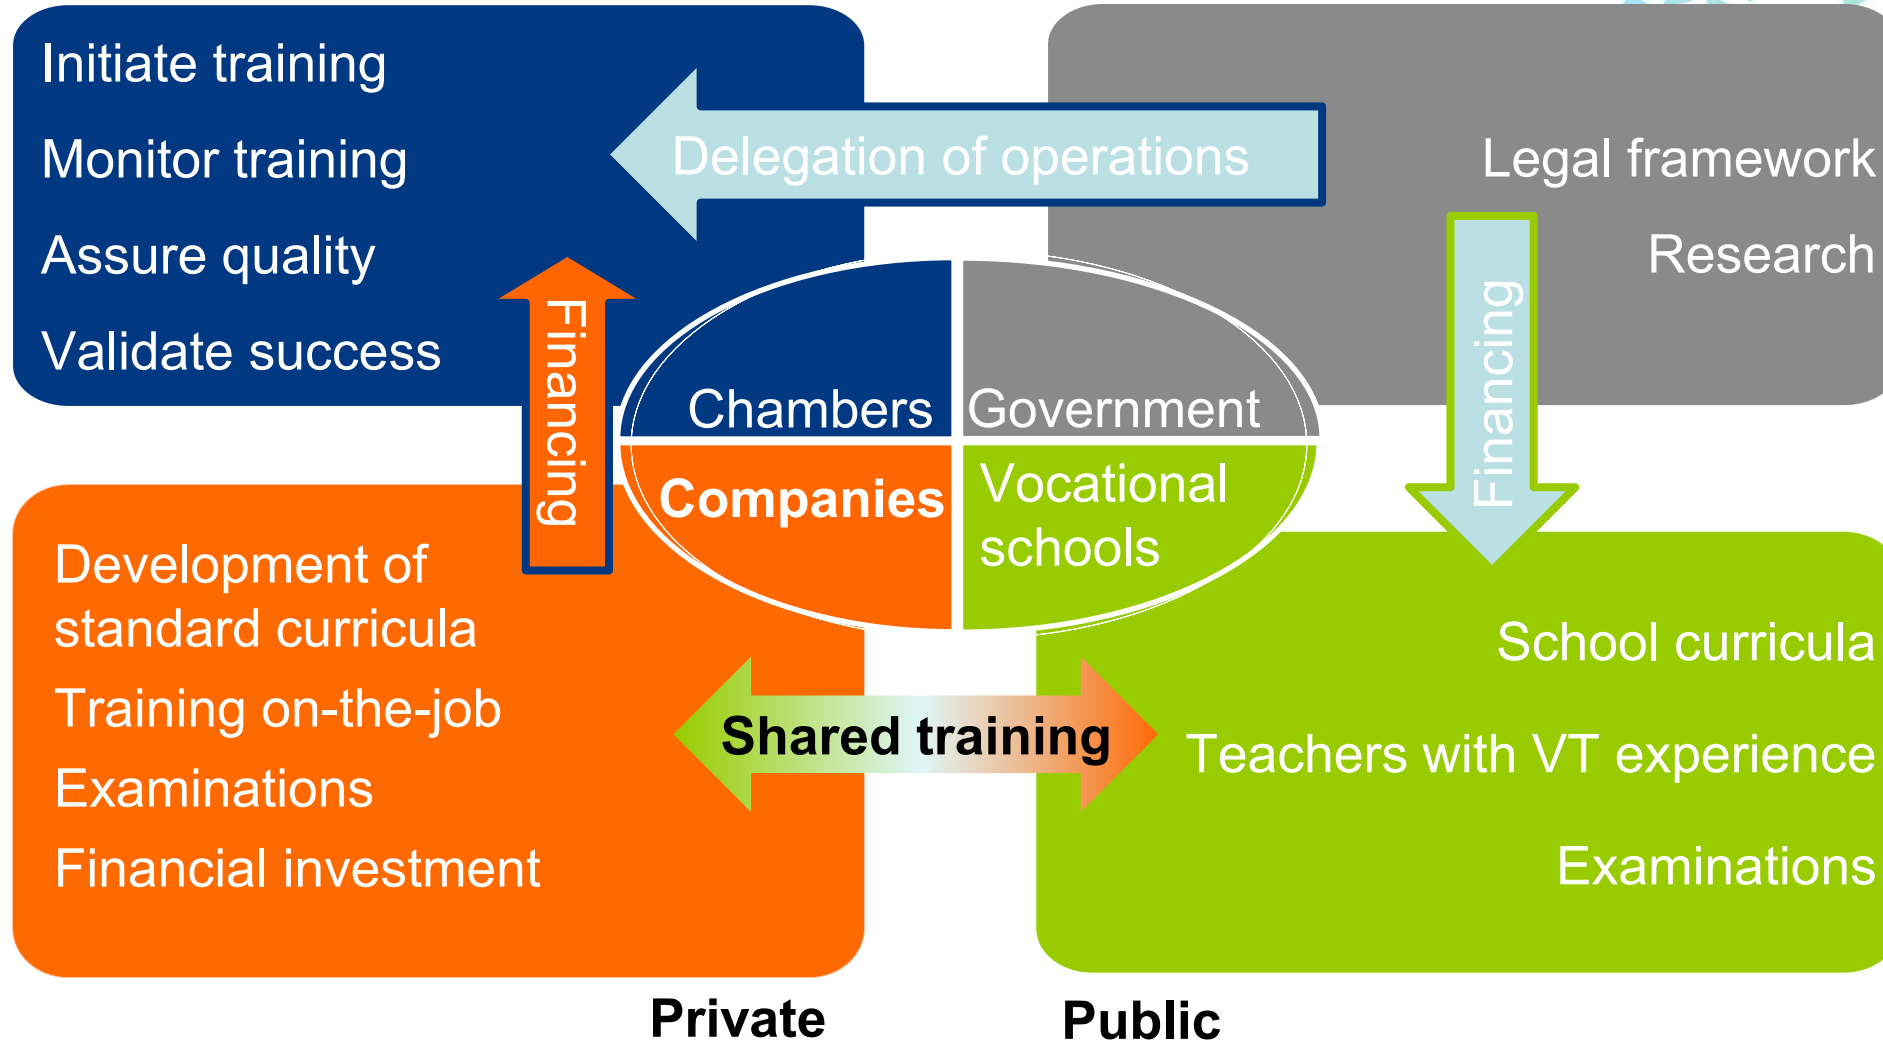 Initiate training
Monitor training
Assure quality
Validate success
Delegation of operations
Legal framework
Research
Financing
Financing
Chambers
Government
Companies
Vocational
schools
Development of
standard curricula
Training on-the-job
Examinations
Financial investment
Shared training
School curricula
Teachers with VT experience
Examinations
Private
Public